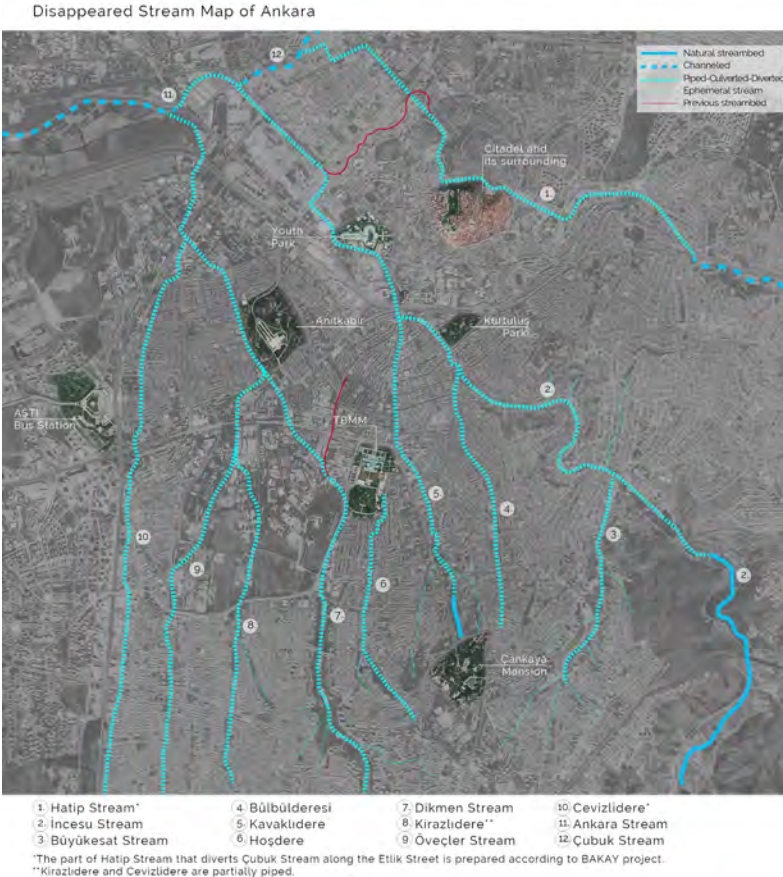 Disappeared Stream Map of Ankara
Natural streambed
Channeled
Piped-Culverted-Diverted
Ephemeral stream
Previous streambed
12
11
Citadel and
its surrounding
1
Youth
Park
Anıtkabir
Kurtuluş
Park
2
AŞTİ
Bus Station
TBMM
5
4
10
3
9
2
6
7
8
Çankaya
Mansion
1. Hatip Stream*
2. İncesu Stream
3. Büyükesat Stream
4. Bülbülderesi
5. Kavaklıdere
6. Hoşdere
7. Dikmen Stream
8. Kirazlıdere**
9. Öveçler Stream
10. Cevizlidere*
11. Ankara Stream
12. Çubuk Stream
*The part of Hatip Stream that diverts Çubuk Stream along the Etlik Street is prepared according to BAKAY project.
**Kirazlıdere and Cevizlidere are partially piped.